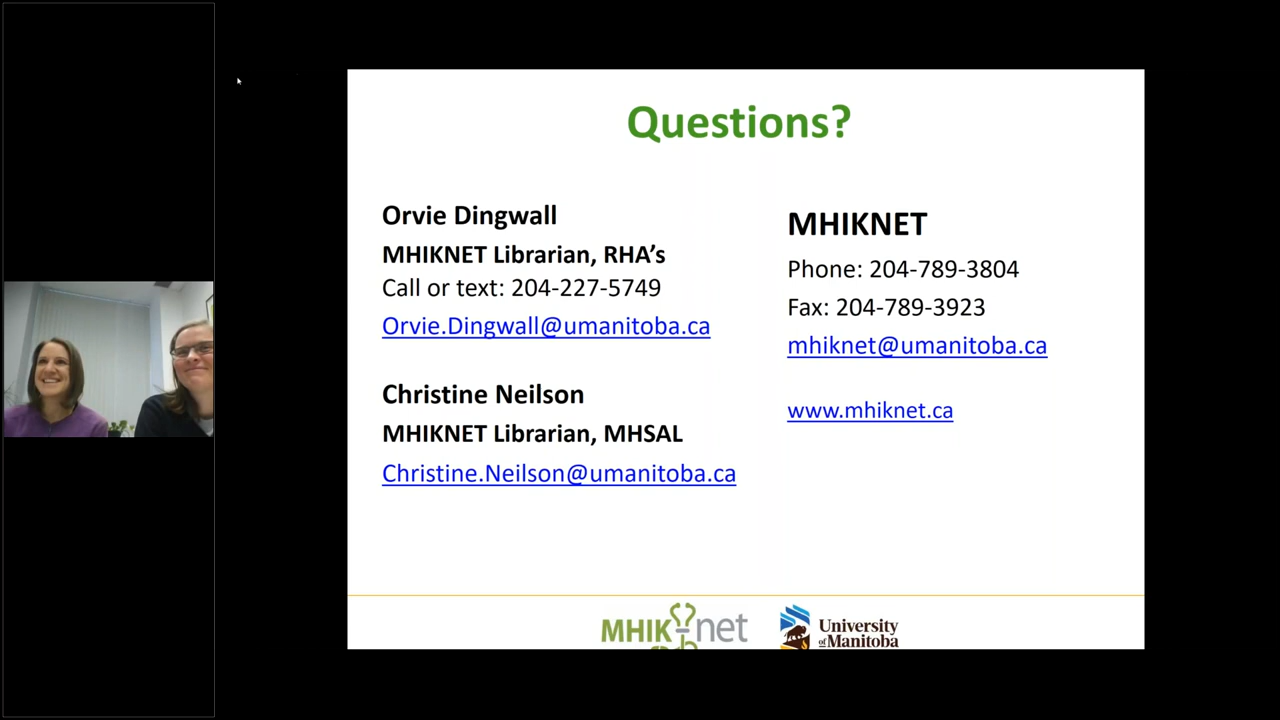 Questions?
Orvie Dingwall
MHIKNET Librarian, RHA’s
Call or text: 204-227-5749
Orvie.Dingwall@umanitoba.ca
Christine Neilson
MHIKNET Librarian, MHSAL
Christine.Neilson@umanitoba.ca
MHIKNET
Phone: 204-789-3804
Fax: 204-789-3923
mhiknet@umanitoba.ca
www.mhiknet.ca
MHIK-net
University
of Manitoba